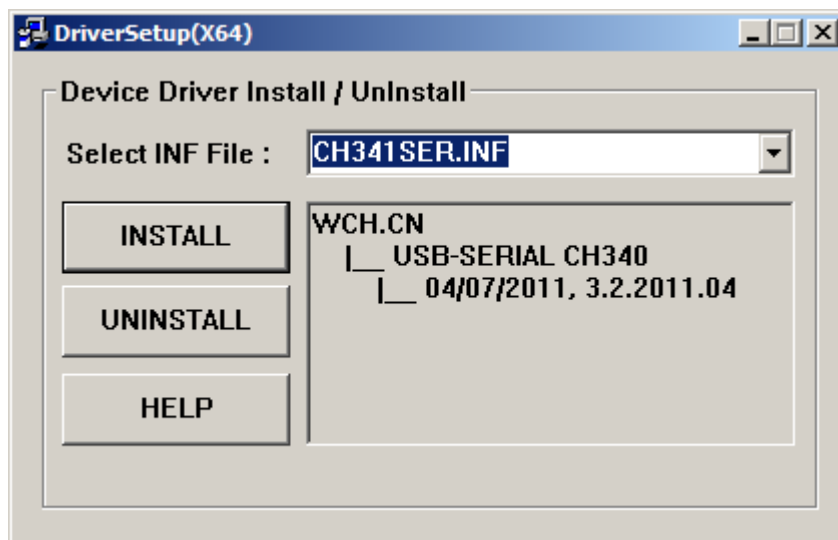 DriverSetup(X64)
Device Driver Install / UnInstall
Select INF File :
CH341SER.INF
INSTALL
UNINSTALL
HELP
WCH.CN
|__ USB-SERIAL CH340
|__ 04/07/2011, 3.2.2011.04